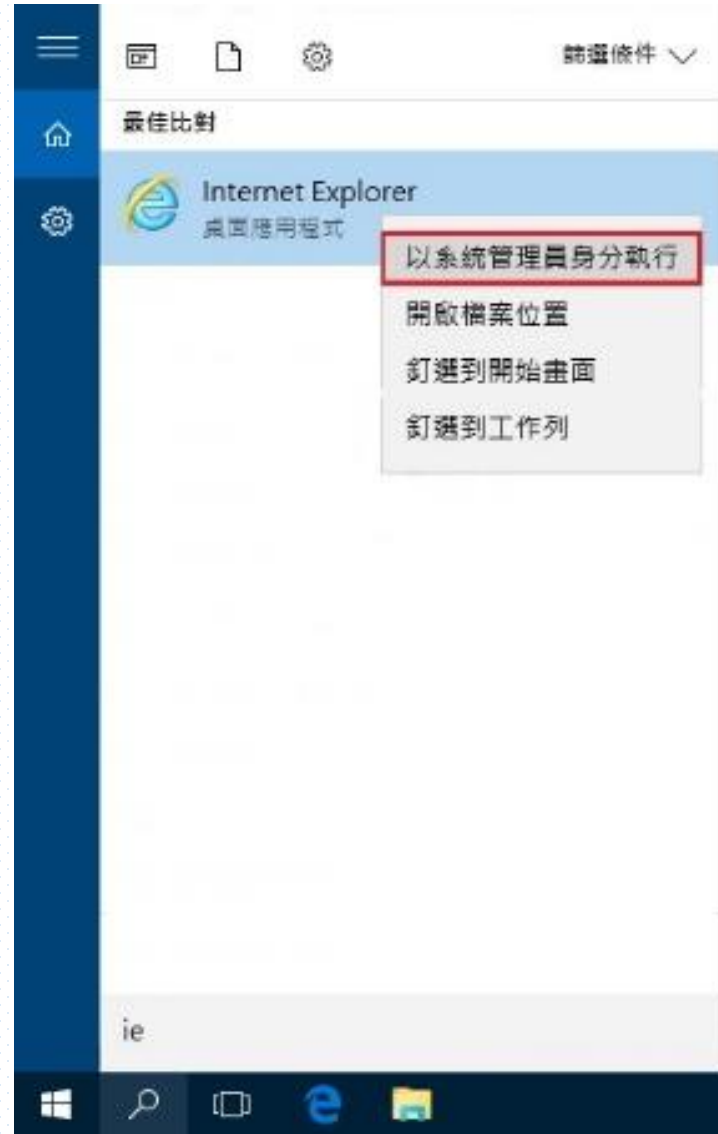 篩選條件
最佳比對
Internet Explorer
桌面應用程式
以系統管理員身分執行
開啟檔案位置
釘選到開始畫面
釘選到工作列
ie